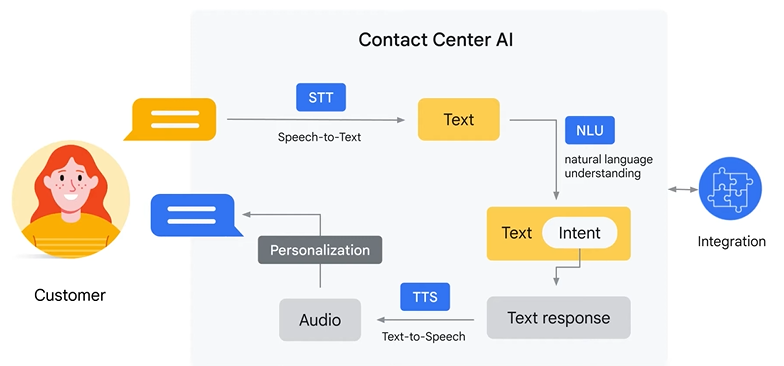 Contact Center AI
STT
Speech-to-Text
Text
NLU
natural language
understanding
Text
Intent
Integration
Personalization
Customer
Audio
TTS
Text-to-Speech
Text response